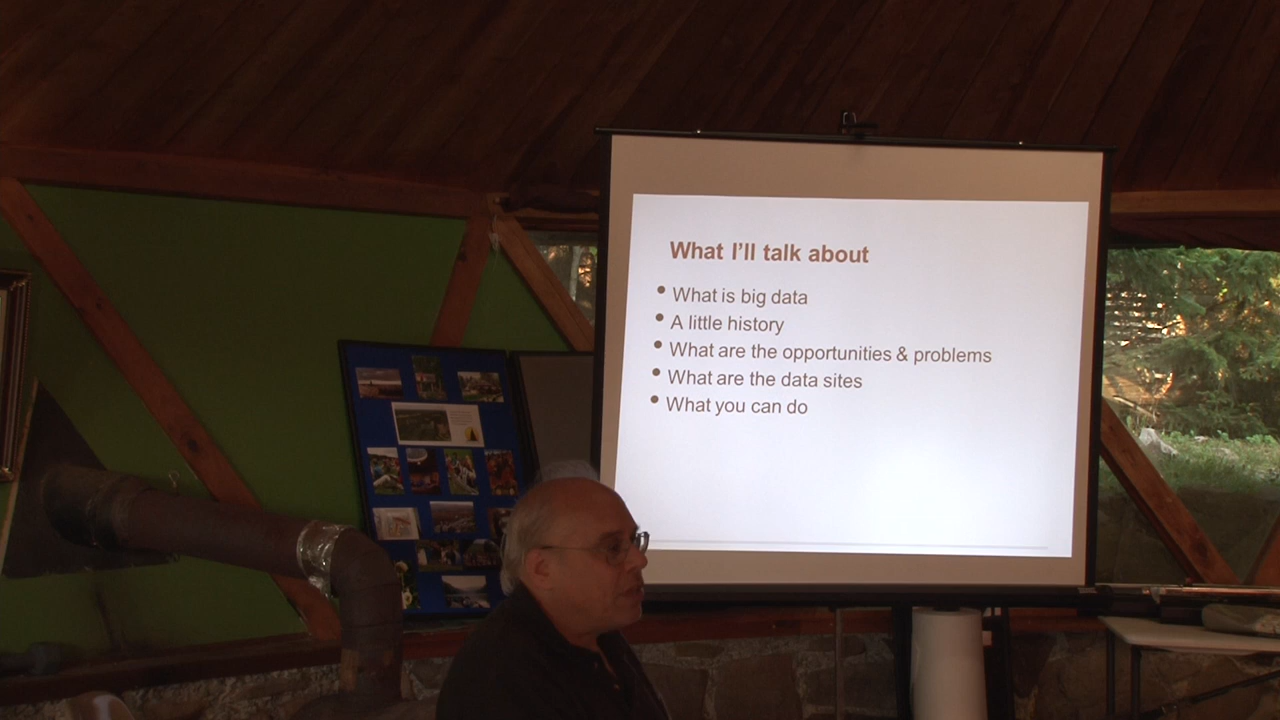 What I'll talk about
• What is big data
• A little history
• What are the opportunities & problems
• What are the data sites
• What you can do